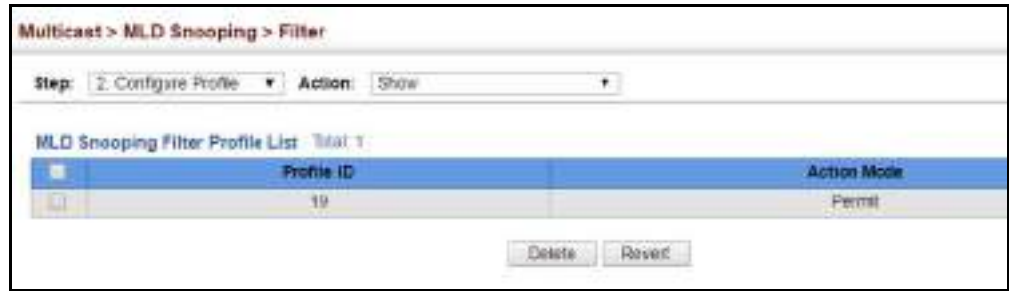 Multicast > MLD Snooping > Filter
Step: 2. Configure Profile Action: Show
MLD Snooping Filter Profile List Total: 1
Profile ID Action Mode
19 Permit
Delete Revert